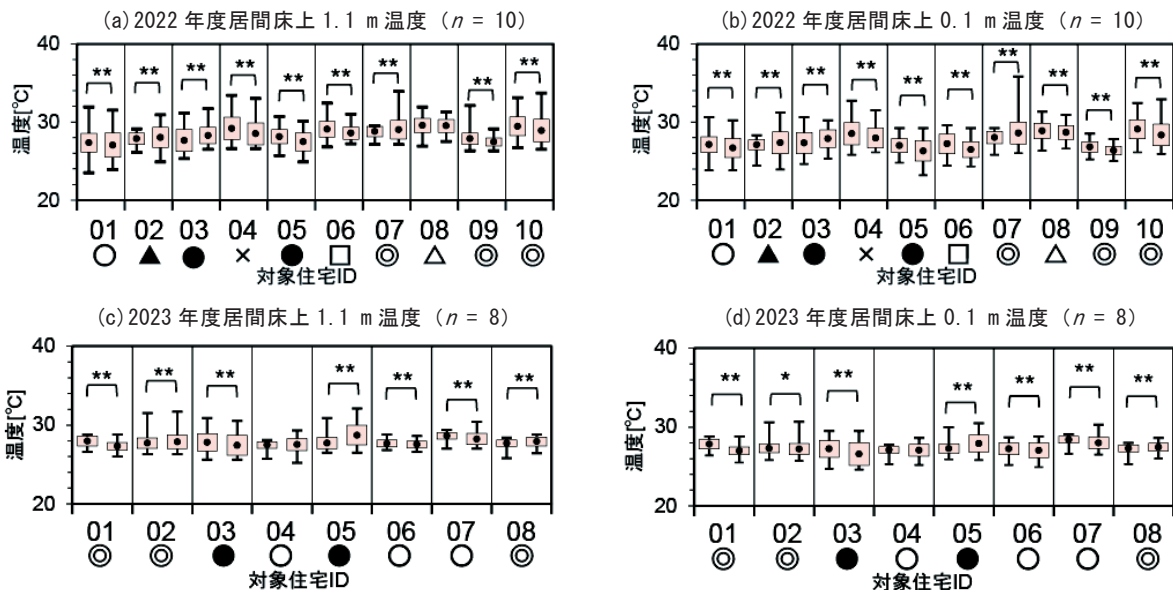 (a)2022 年度居間床上 1.1 m 温度 (n = 10)
40
30
20
温度[℃]
** ** ** ** ** ** ** ** **
01 02 03 04 05 06 07 08 09 10
○ ▲ ● × ● □ ◎ △ ◎ ◎
対象住宅ID
(b)2022 年度居間床上 0.1 m 温度 (n = 10)
40
30
20
温度[℃]
** ** ** ** ** ** ** ** ** **
01 02 03 04 05 06 07 08 09 10
○ ▲ ● × ● □ ◎ △ ◎ ◎
対象住宅ID
(c)2023 年度居間床上 1.1 m 温度 (n = 8)
40
30
20
温度[℃]
** ** ** ** ** ** **
01 02 03 04 05 06 07 08
◎ ◎ ● ○ ● ○ ○ ◎
対象住宅ID
(d)2023 年度居間床上 0.1 m 温度 (n = 8)
40
30
20
温度[℃]
** * ** ** ** ** **
01 02 03 04 05 06 07 08
◎ ◎ ● ○ ● ○ ○ ◎
対象住宅ID